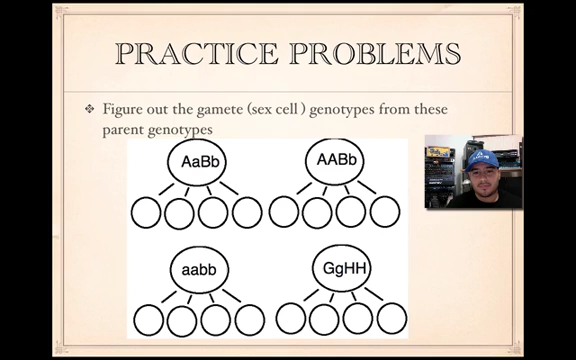 PRACTICE PROBLEMS
Figure out the gamete (sex cell ) genotypes from these
parent genotypes
AaBb
AABb
aabb
GgHH